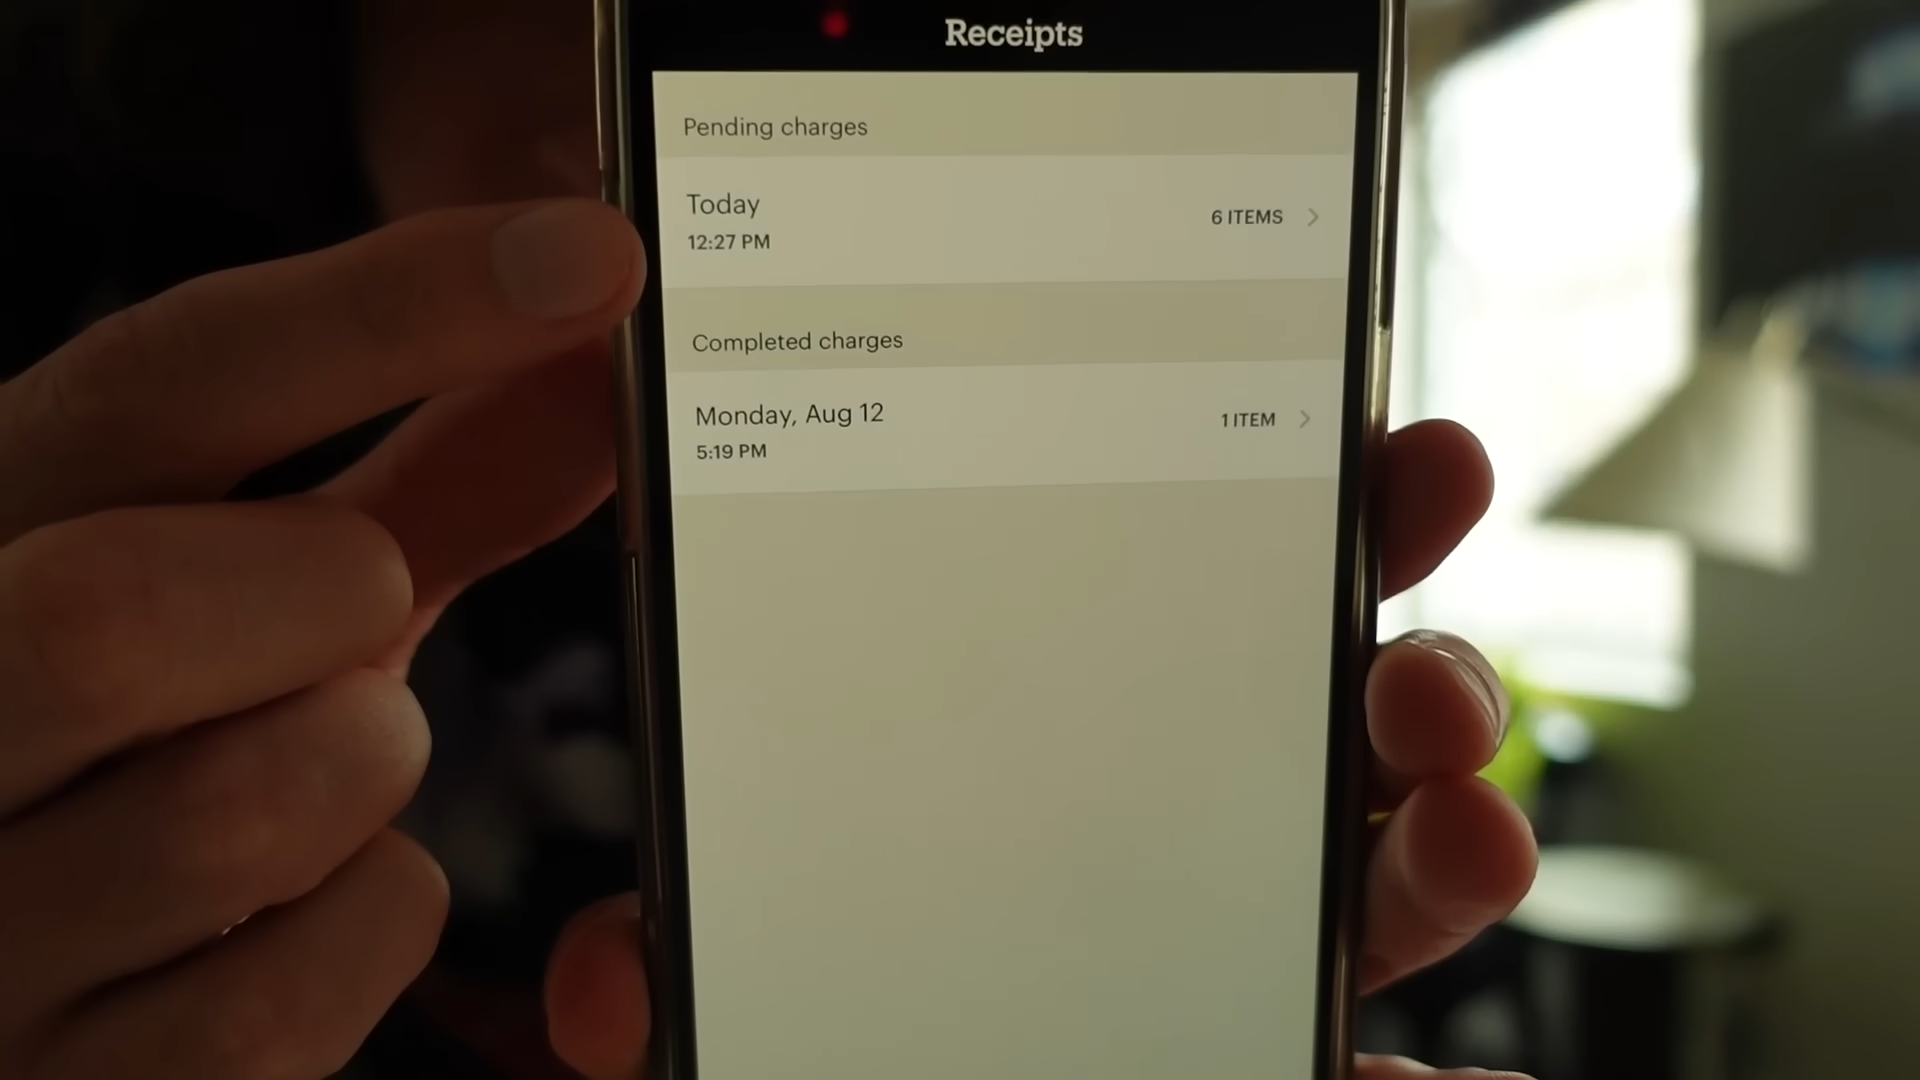 Receipts
Pending charges
Today
6 ITEMS
12:27 PM
Completed charges
Monday, Aug 12
1 ITEM
5:19 PM